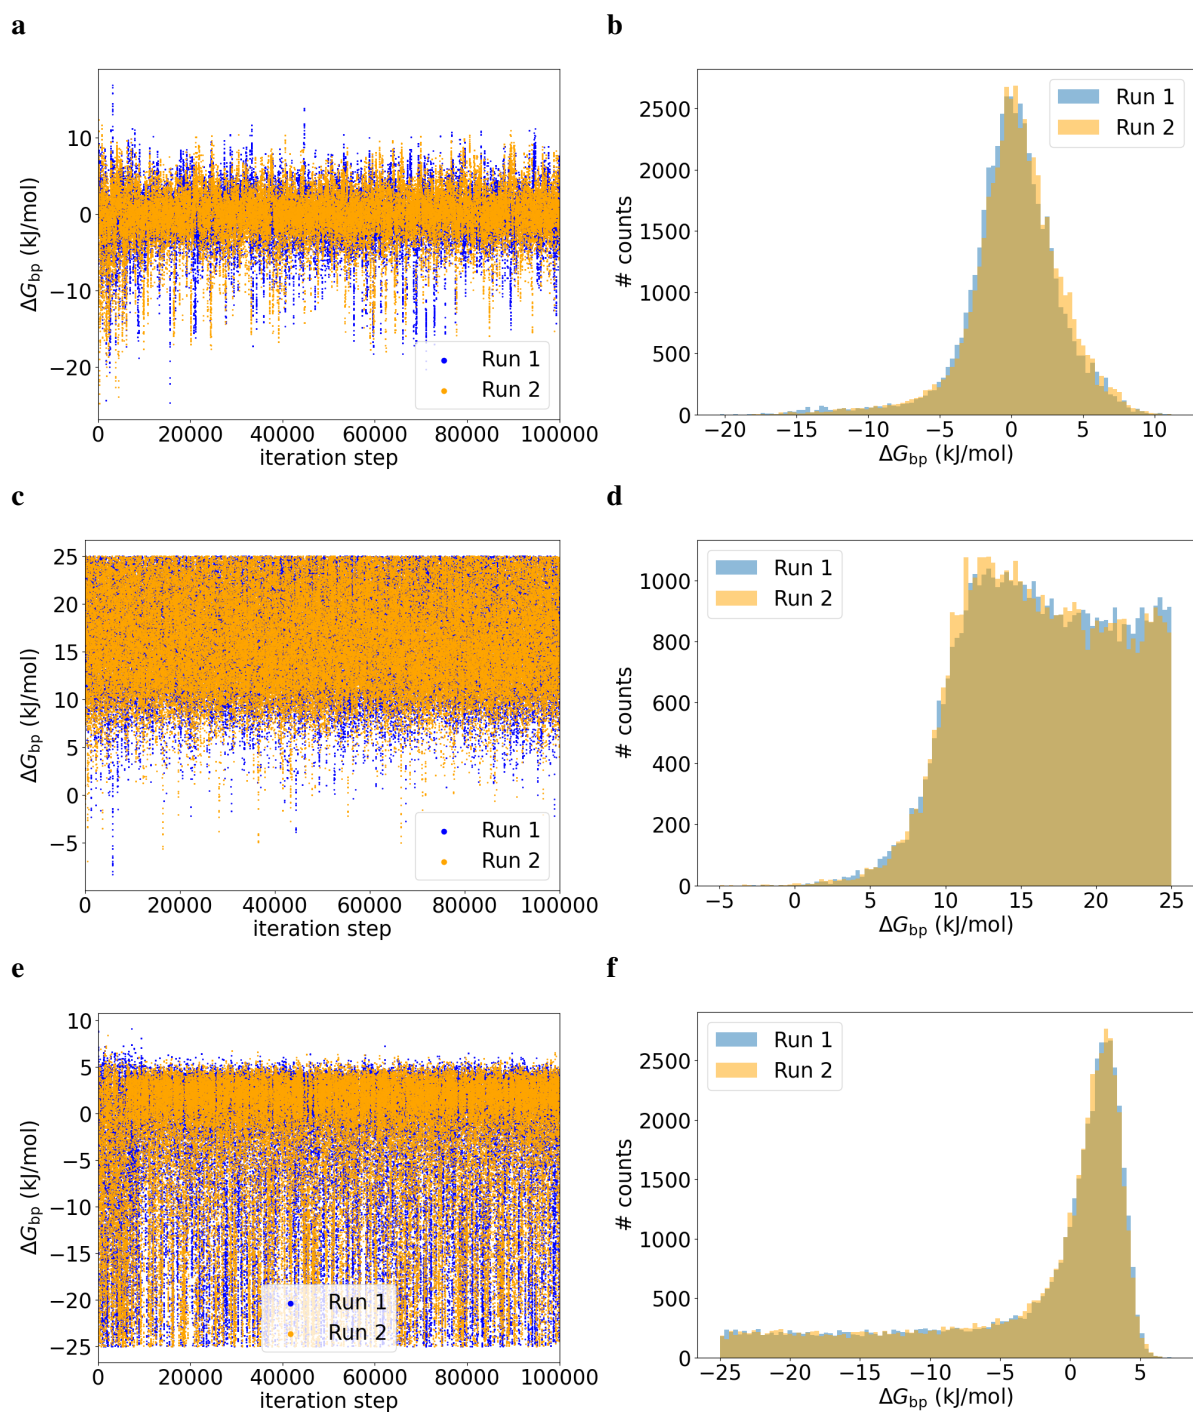 a
10
0
−10
−20
ΔG_bp (kJ/mol)
Run 1
Run 2
0 20000 40000 60000 80000 100000
iteration step
b
2500
2000
1500
1000
500
0
# counts
Run 1
Run 2
−20 −15 −10 −5 0 5 10
ΔG_bp (kJ/mol)
c
25
20
15
10
5
0
−5
ΔG_bp (kJ/mol)
Run 1
Run 2
0 20000 40000 60000 80000 100000
iteration step
d
1000
800
600
400
200
0
# counts
Run 1
Run 2
−5 0 5 10 15 20 25
ΔG_bp (kJ/mol)
e
10
5
0
−5
−10
−15
−20
−25
ΔG_bp (kJ/mol)
Run 1
Run 2
0 20000 40000 60000 80000 100000
iteration step
f
2500
2000
1500
1000
500
0
# counts
Run 1
Run 2
−25 −20 −15 −10 −5 0 5
ΔG_bp (kJ/mol)